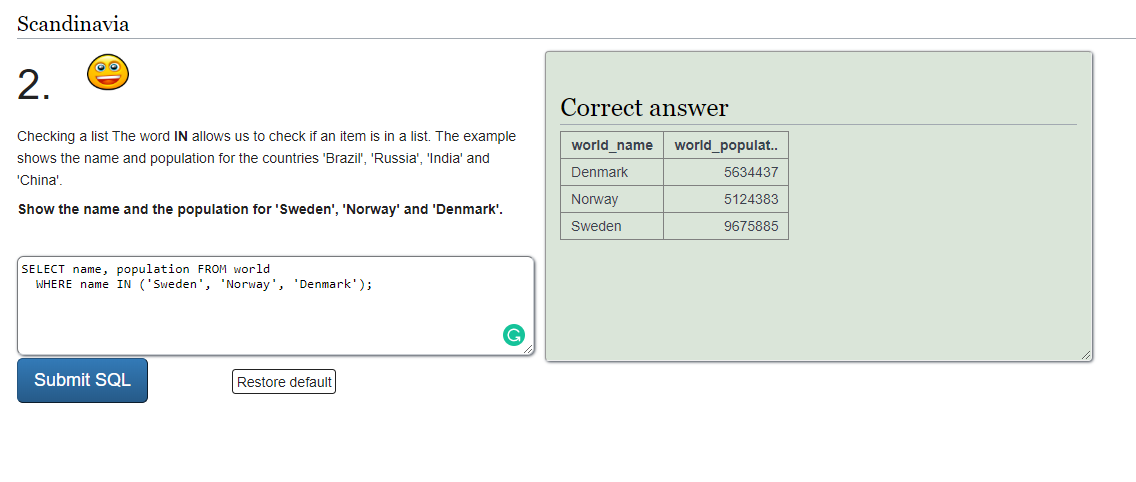 Scandinavia
2.
Checking a list The word IN allows us to check if an item is in a list. The example
shows the name and population for the countries 'Brazil', 'Russia', 'India' and
'China'.
Show the name and the population for 'Sweden', 'Norway' and 'Denmark'.
SELECT name, population FROM world
WHERE name IN ('Sweden', 'Norway', 'Denmark');
Submit SQL
Restore default
Correct answer
world_name world_populat..
Denmark 5634437
Norway 5124383
Sweden 9675885